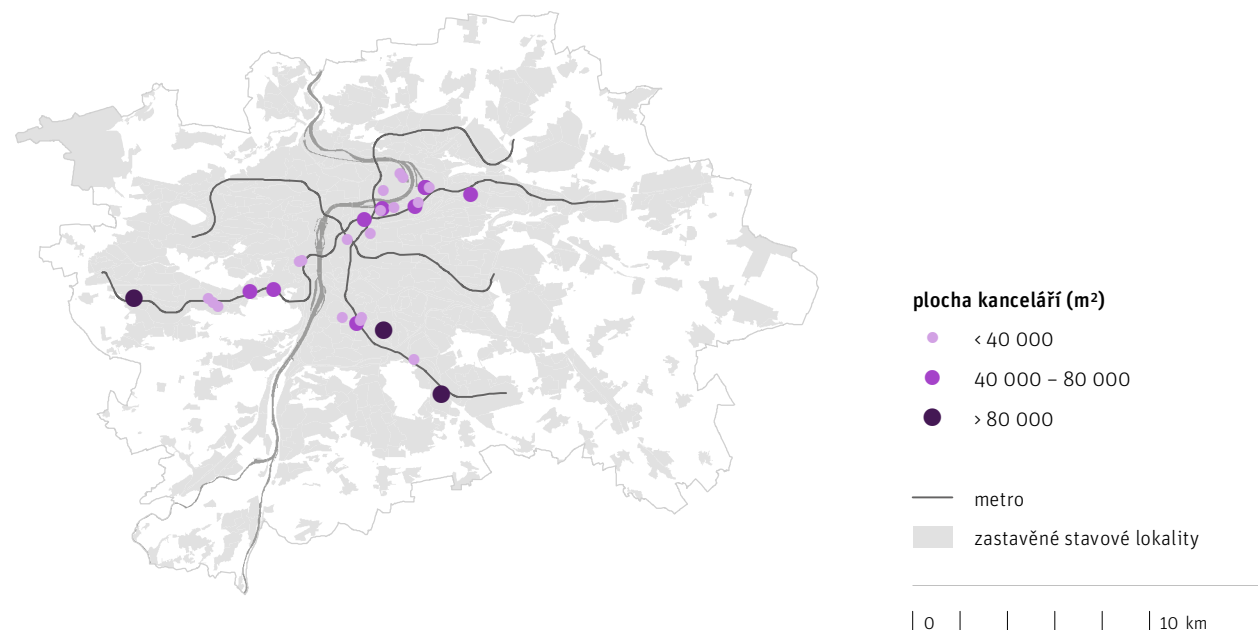 plocha kanceláří (m²)
< 40 000
40 000 – 80 000
> 80 000
metro
zastavěné stavové lokality
0 10 km